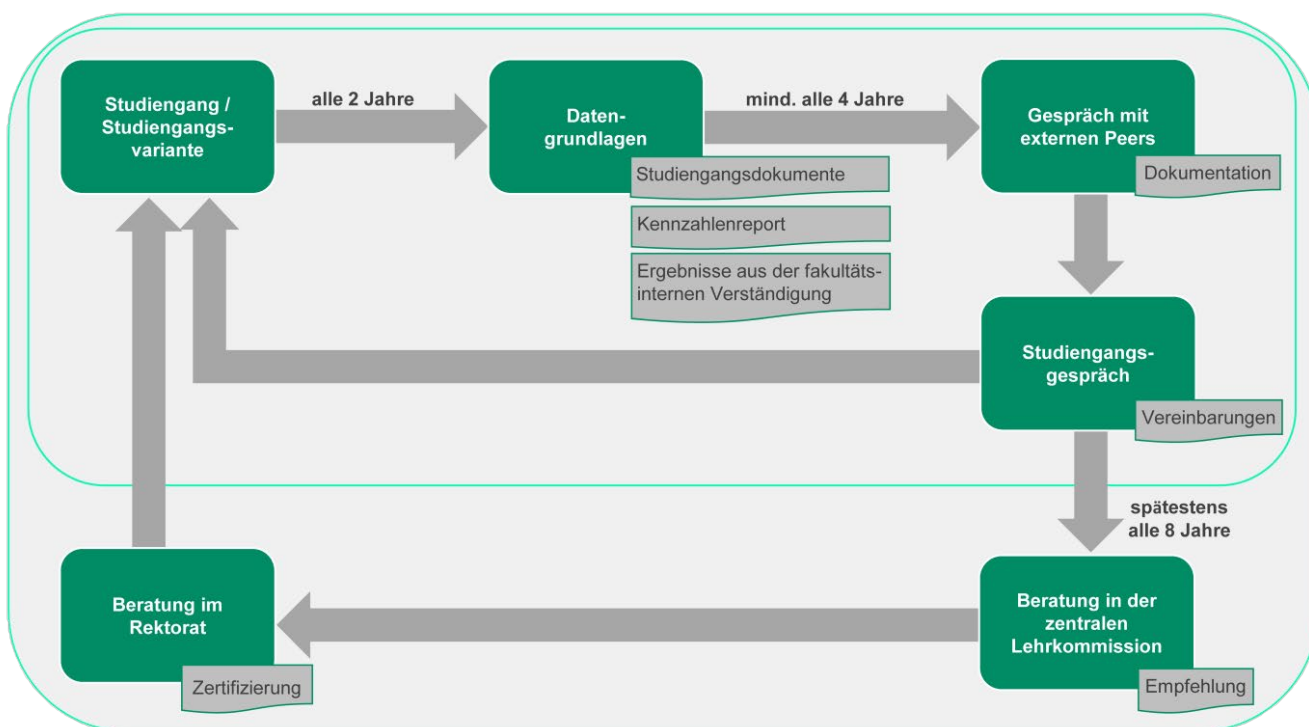 Studiengang /
Studiengangs-
variante
alle 2 Jahre
Daten-
grundlagen
Studiengangsdokumente
Kennzahlenreport
Ergebnisse aus der fakultäts-
internen Verständigung
mind. alle 4 Jahre
Gespräch mit
externen Peers
Dokumentation
Studiengangs-
gespräch
Vereinbarungen
spätestens
alle 8 Jahre
Beratung in der
zentralen
Lehrkommission
Empfehlung
Beratung im
Rektorat
Zertifizierung